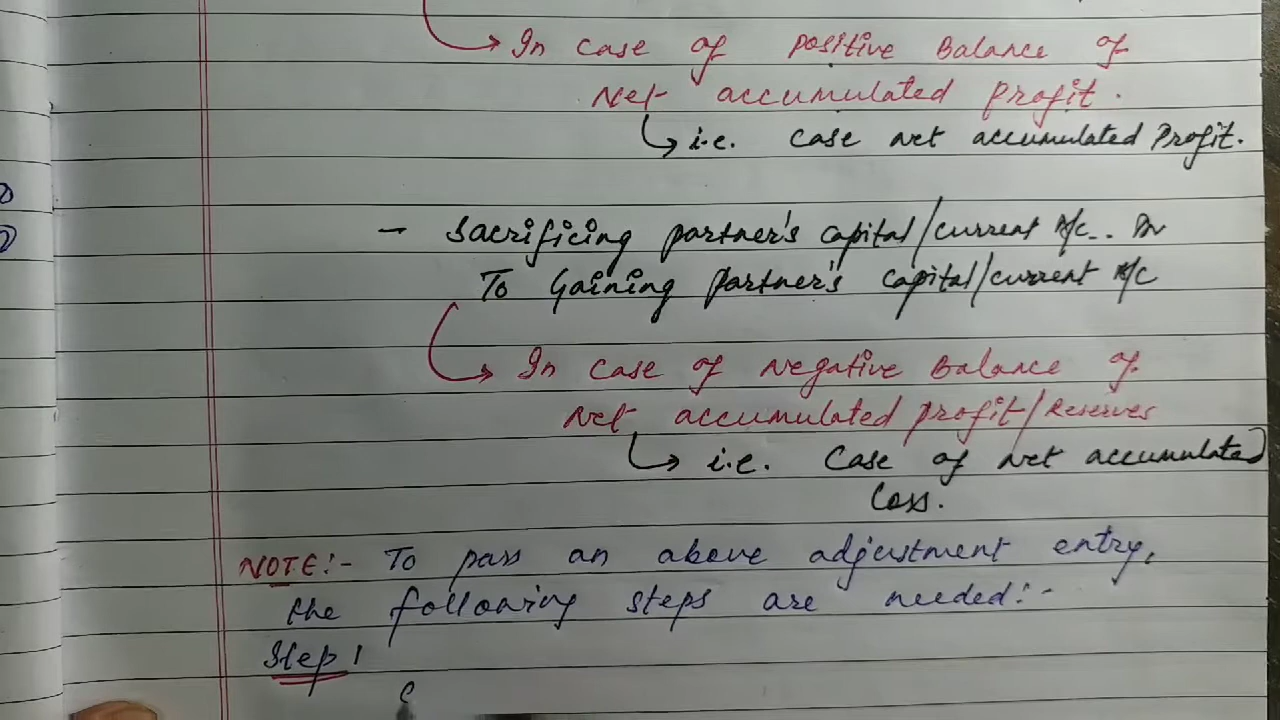 In case of positive Balance of
Net accumulated profit.
i.e. case net accumulated Profit.
- Sacrificing partner's capital/current A/c.. Dr
To Gaining Partner's capital/current A/c
In case of Negative Balance of
Net accumulated profit/Reserves
i.e. Case of net accumulated
Loss.
NOTE:- To pass an above adjustment entry,
the following steps are needed:-
Step 1